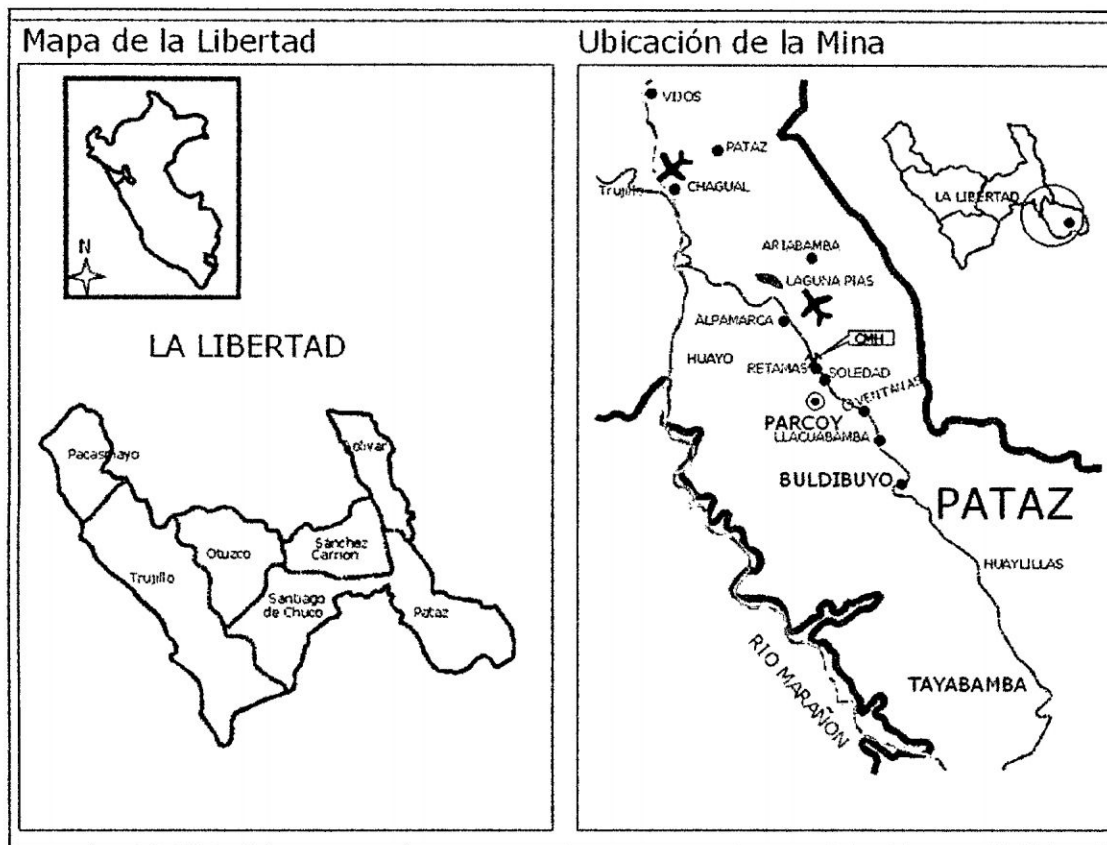 Mapa de la Libertad
N
LA LIBERTAD
Pacasmayo
Bolivar
Otuzco
Sánchez
Carrión
Trujillo
Santiago
de Chuco
Pataz
Ubicación de la Mina
VIJOS
PATAZ
Trujillo
CHAGUAL
LA LIBERTAD
ARIABAMBA
LAGUNA PIAS
ALPAMARCA
CMH
HUAYO
RETAMAS
SOLEDAD
VENTANAS
PARCOY
LLACUABAMBA
BULDIBUYO
PATAZ
HUAYLILLAS
RIO MARAÑON
TAYABAMBA